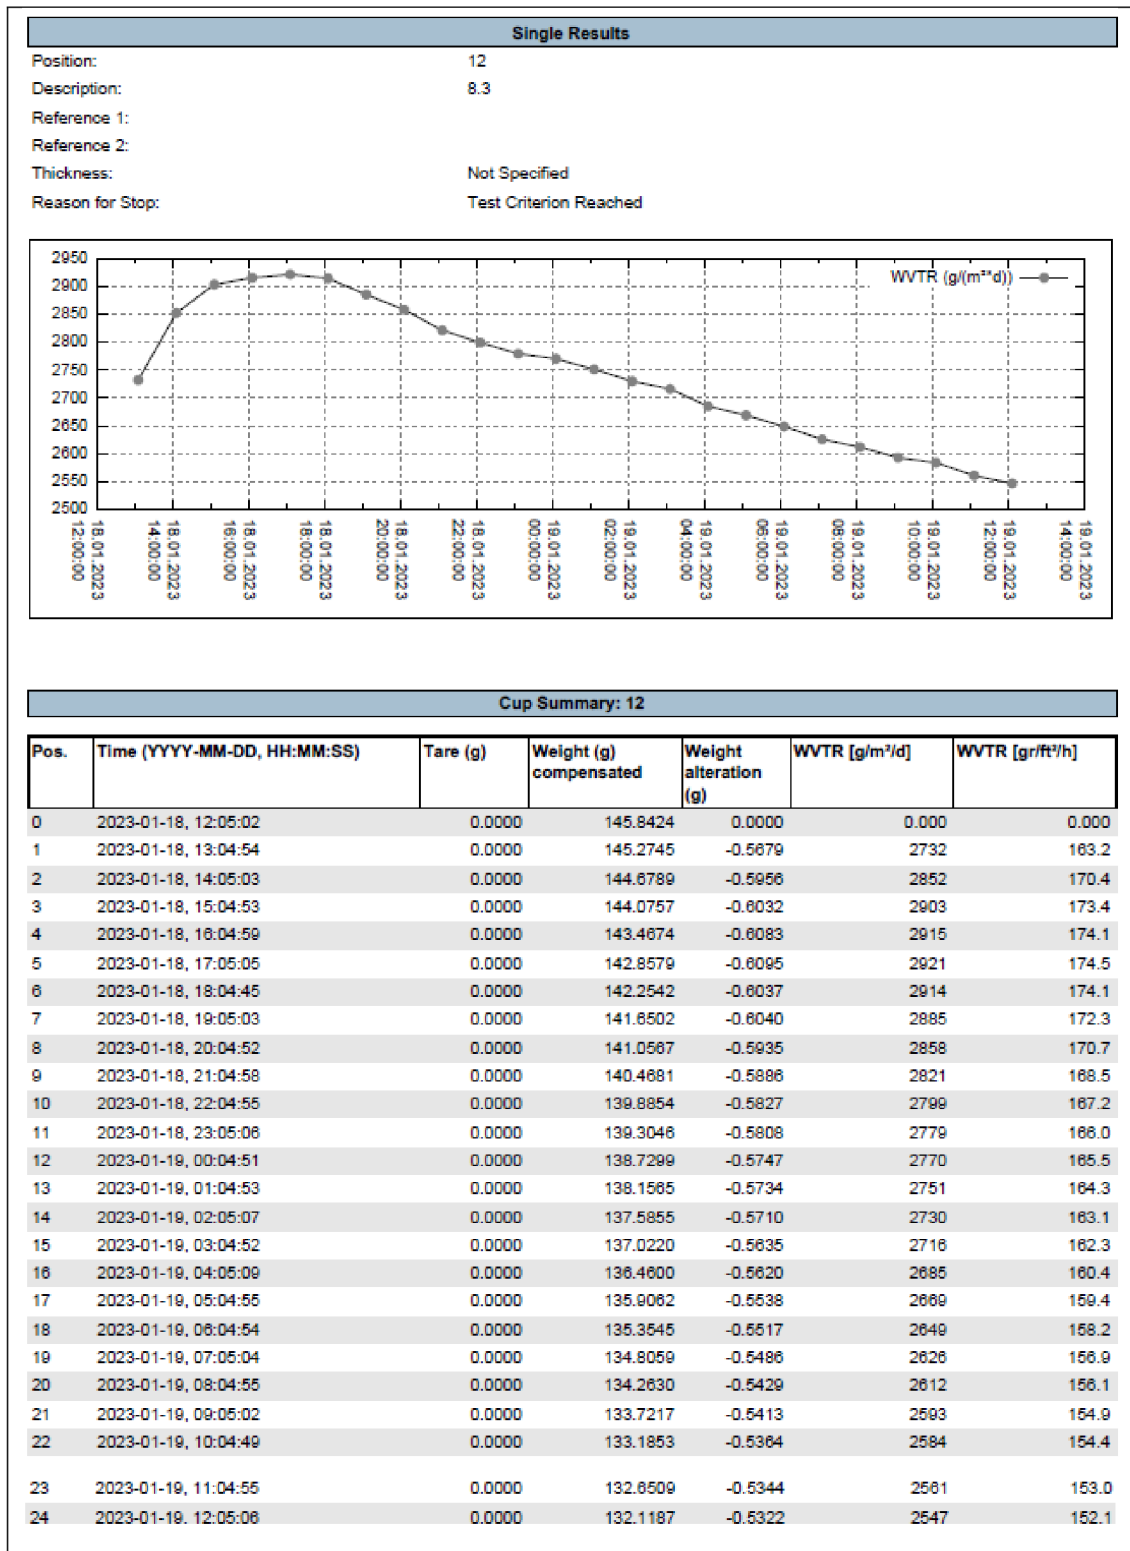 Single Results
Position: 12
Description: 8.3
Reference 1:
Reference 2:
Thickness: Not Specified
Reason for Stop: Test Criterion Reached
WVTR (g/(m²*d))
2950
2900
2850
2800
2750
2700
2650
2600
2550
2500
18.01.2023 12:00:00
18.01.2023 14:00:00
18.01.2023 16:00:00
18.01.2023 18:00:00
18.01.2023 20:00:00
18.01.2023 22:00:00
19.01.2023 00:00:00
19.01.2023 02:00:00
19.01.2023 04:00:00
19.01.2023 06:00:00
19.01.2023 08:00:00
19.01.2023 10:00:00
19.01.2023 12:00:00
19.01.2023 14:00:00
Cup Summary: 12
Pos. Time (YYYY-MM-DD, HH:MM:SS) Tare (g) Weight (g) compensated Weight alteration (g) WVTR [g/m²/d] WVTR [gr/ft²/h]
0 2023-01-18, 12:05:02 0.0000 145.8424 0.0000 0.000 0.000
1 2023-01-18, 13:04:54 0.0000 145.2745 -0.5679 2732 163.2
2 2023-01-18, 14:05:03 0.0000 144.6789 -0.5956 2852 170.4
3 2023-01-18, 15:04:53 0.0000 144.0757 -0.6032 2903 173.4
4 2023-01-18, 16:04:59 0.0000 143.4674 -0.6083 2915 174.1
5 2023-01-18, 17:05:05 0.0000 142.8579 -0.6095 2921 174.5
6 2023-01-18, 18:04:45 0.0000 142.2542 -0.6037 2914 174.1
7 2023-01-18, 19:05:03 0.0000 141.6502 -0.6040 2885 172.3
8 2023-01-18, 20:04:52 0.0000 141.0567 -0.5935 2858 170.7
9 2023-01-18, 21:04:58 0.0000 140.4681 -0.5886 2821 168.5
10 2023-01-18, 22:04:55 0.0000 139.8854 -0.5827 2799 167.2
11 2023-01-18, 23:05:06 0.0000 139.3046 -0.5808 2779 166.0
12 2023-01-19, 00:04:51 0.0000 138.7299 -0.5747 2770 165.5
13 2023-01-19, 01:04:53 0.0000 138.1565 -0.5734 2751 164.3
14 2023-01-19, 02:05:07 0.0000 137.5855 -0.5710 2730 163.1
15 2023-01-19, 03:04:52 0.0000 137.0220 -0.5635 2716 162.3
16 2023-01-19, 04:05:09 0.0000 136.4600 -0.5620 2685 160.4
17 2023-01-19, 05:04:55 0.0000 135.9062 -0.5538 2669 159.4
18 2023-01-19, 06:04:54 0.0000 135.3545 -0.5517 2649 158.2
19 2023-01-19, 07:05:04 0.0000 134.8059 -0.5486 2626 156.9
20 2023-01-19, 08:04:55 0.0000 134.2630 -0.5429 2612 156.1
21 2023-01-19, 09:05:02 0.0000 133.7217 -0.5413 2593 154.9
22 2023-01-19, 10:04:49 0.0000 133.1853 -0.5364 2584 154.4
23 2023-01-19, 11:04:55 0.0000 132.6509 -0.5344 2561 153.0
24 2023-01-19, 12:05:06 0.0000 132.1187 -0.5322 2547 152.1